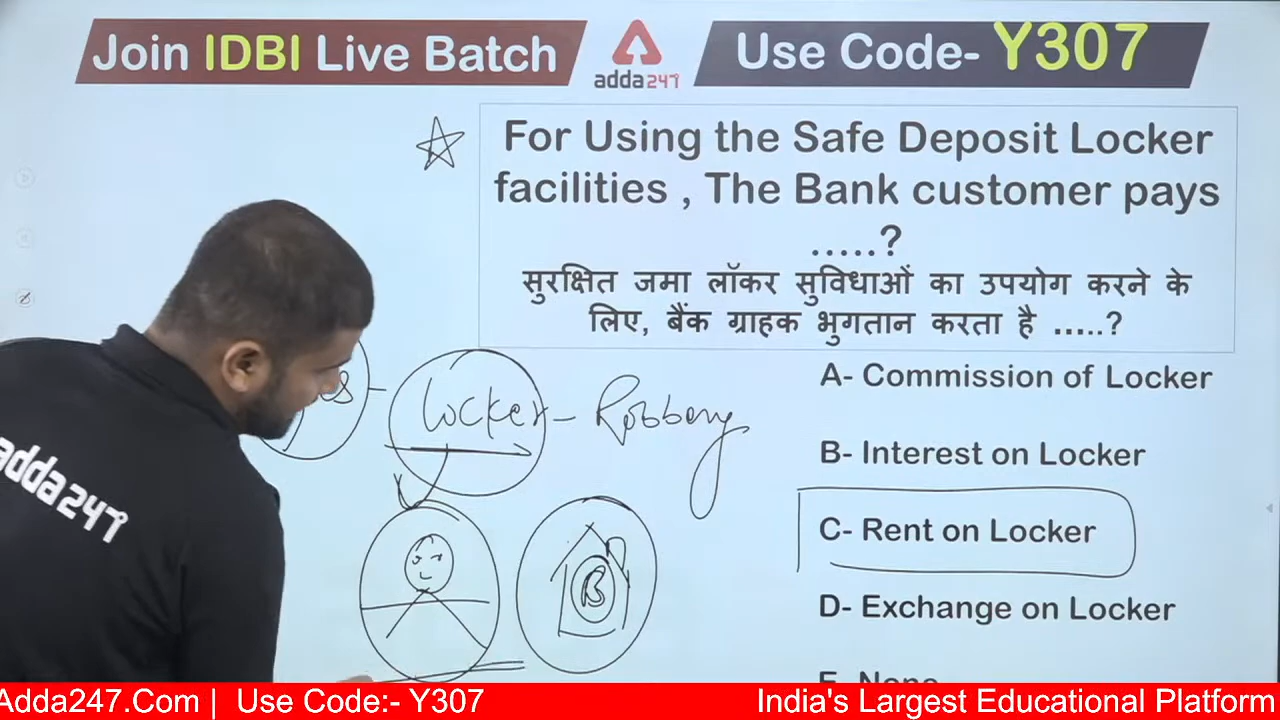 Join IDBI Live Batch
adda247
Use Code- Y307
For Using the Safe Deposit Locker
facilities , The Bank customer pays
.....?
सुरक्षित जमा लॉकर सुविधाओं का उपयोग करने के
लिए, बैंक ग्राहक भुगतान करता है .....?
A- Commission of Locker
B- Interest on Locker
C- Rent on Locker
D- Exchange on Locker
E- None
Locker - Robbery
B
adda247
Adda247.Com | Use Code:- Y307
India's Largest Educational Platform